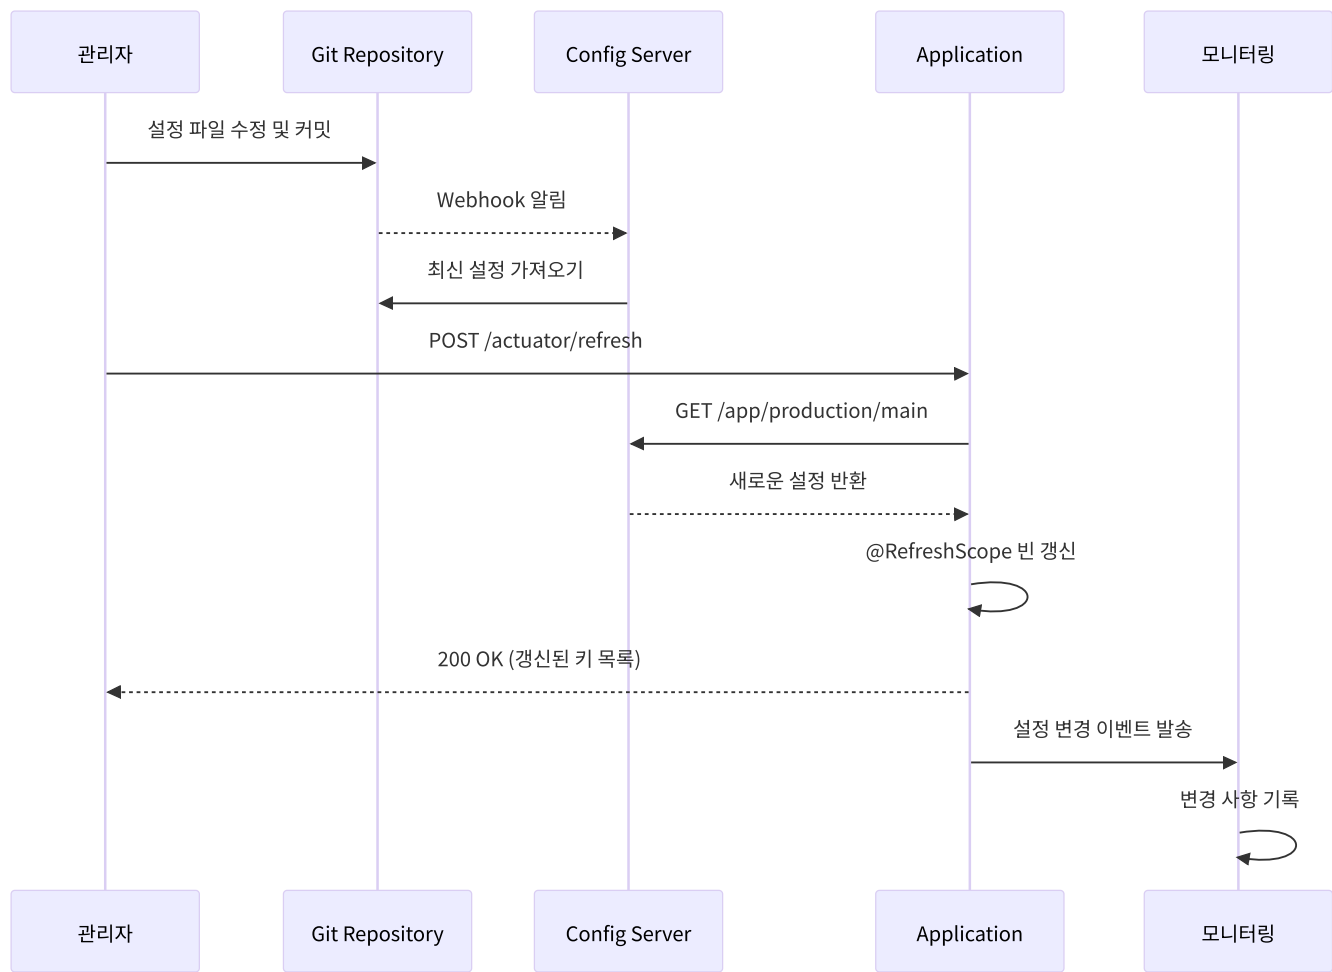 관리자
Git Repository
Config Server
Application
모니터링
설정 파일 수정 및 커밋
Webhook 알림
최신 설정 가져오기
POST /actuator/refresh
GET /app/production/main
새로운 설정 반환
@RefreshScope 빈 갱신
200 OK (갱신된 키 목록)
설정 변경 이벤트 발송
변경 사항 기록
관리자
Git Repository
Config Server
Application
모니터링